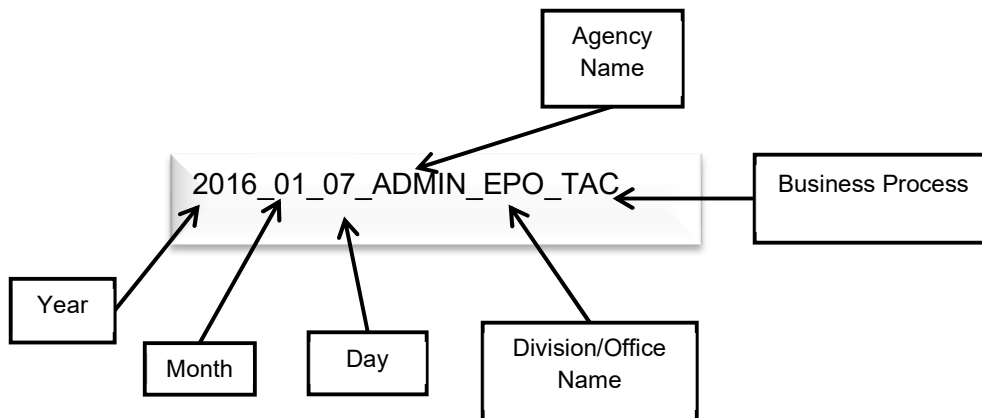 Agency
Name
2016_01_07_ADMIN_EPO_TAC
Business Process
Year
Month
Day
Division/Office
Name